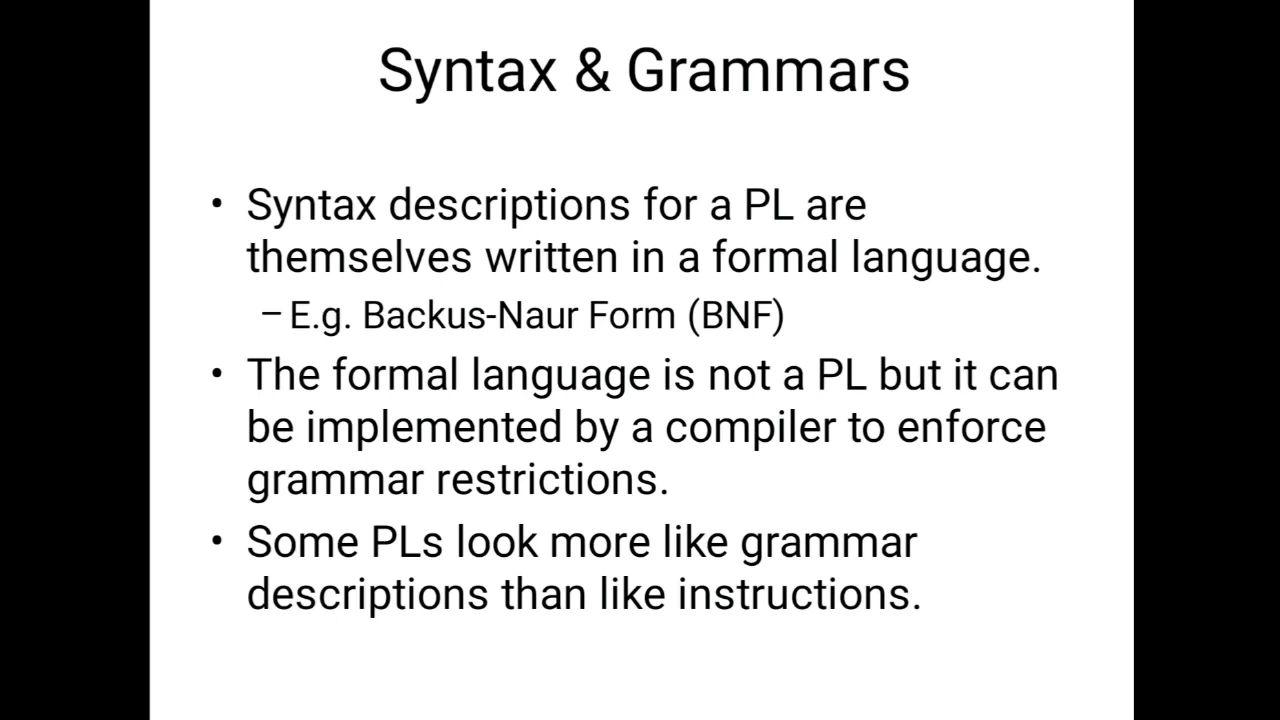 Syntax & Grammars
• Syntax descriptions for a PL are
themselves written in a formal language.
– E.g. Backus-Naur Form (BNF)
• The formal language is not a PL but it can
be implemented by a compiler to enforce
grammar restrictions.
• Some PLs look more like grammar
descriptions than like instructions.